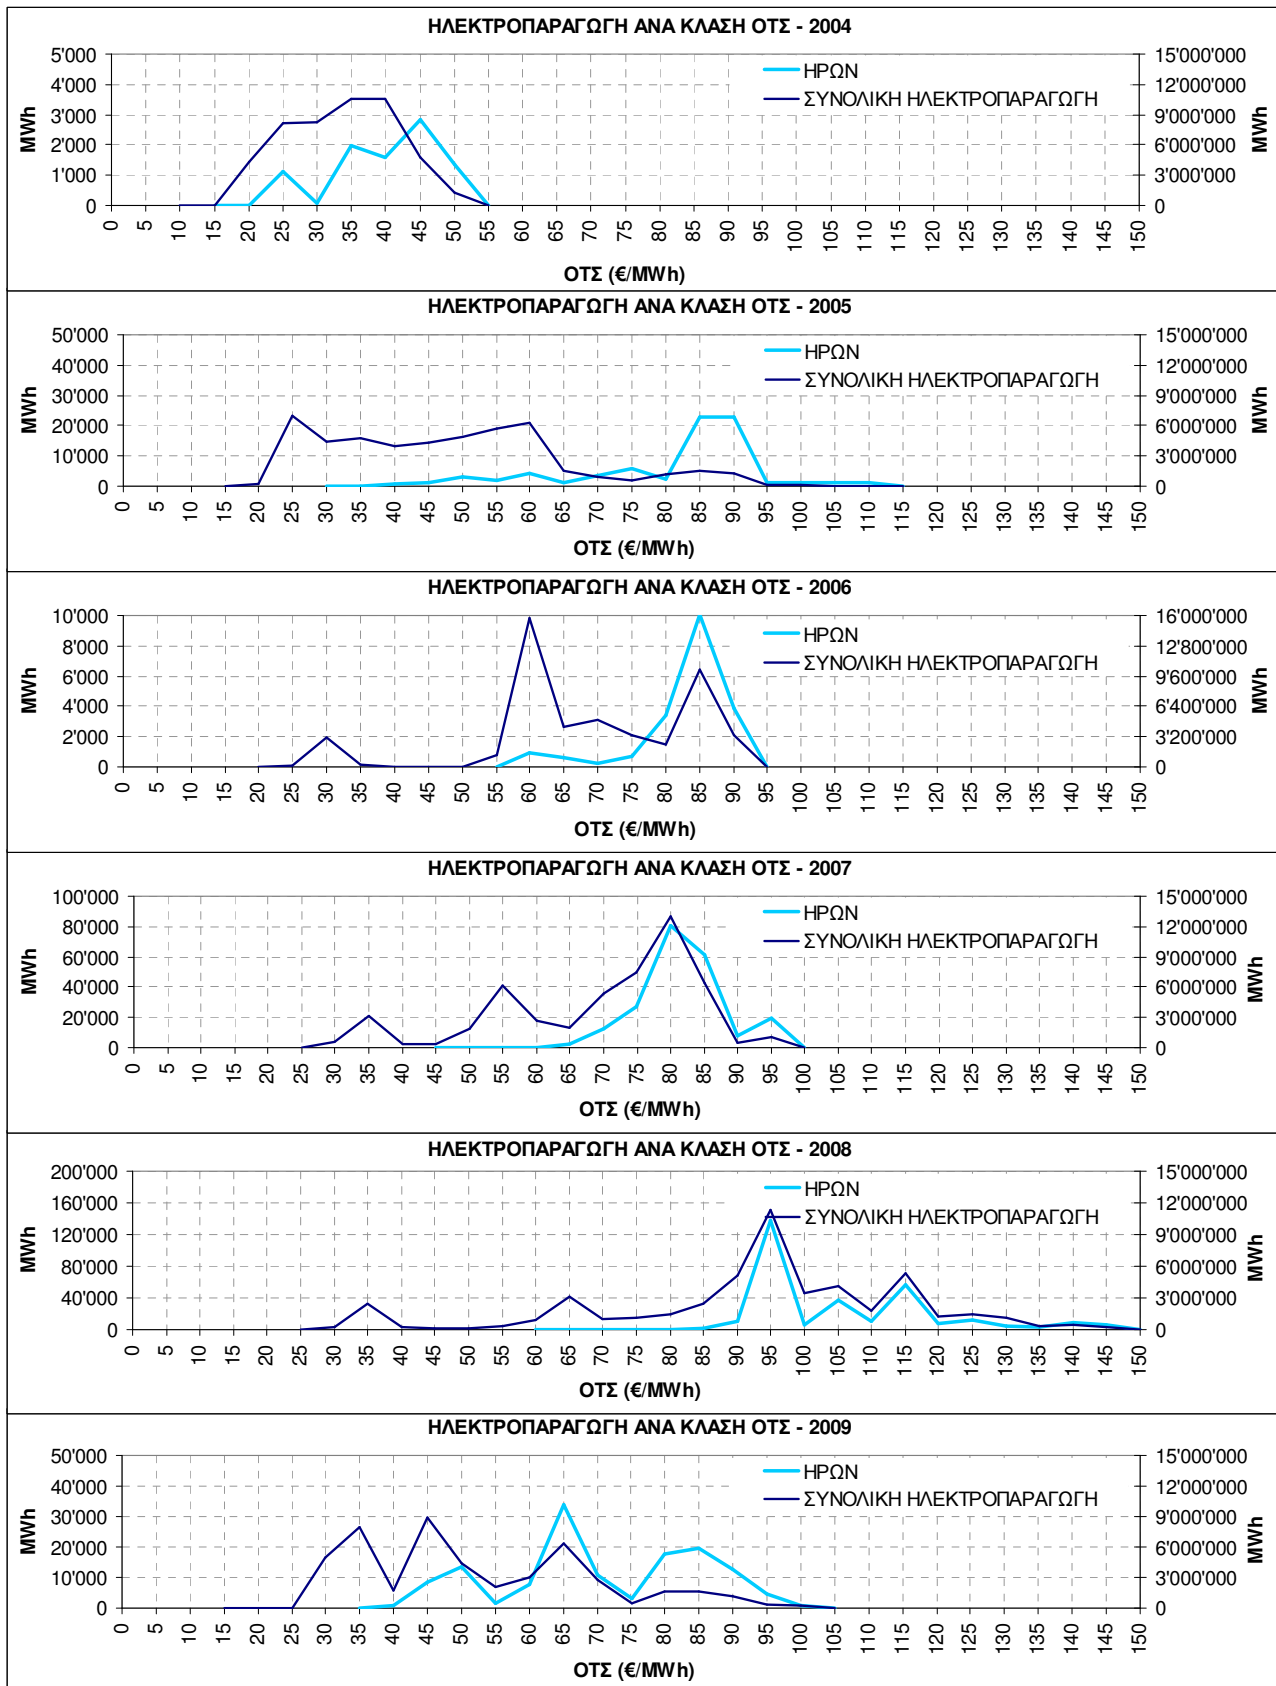 ΗΛΕΚΤΡΟΠΑΡΑΓΩΓΗ ΑΝΑ ΚΛΑΣΗ ΟΤΣ - 2004
5'000 15'000'000
4'000 12'000'000
3'000 9'000'000
2'000 6'000'000
1'000 3'000'000
0 0
MWh
MWh
ΗΡΩΝ
ΣΥΝΟΛΙΚΗ ΗΛΕΚΤΡΟΠΑΡΑΓΩΓΗ
0 5 10 15 20 25 30 35 40 45 50 55 60 65 70 75 80 85 90 95 100 105 110 115 120 125 130 135 140 145 150
ΟΤΣ (€/MWh)
ΗΛΕΚΤΡΟΠΑΡΑΓΩΓΗ ΑΝΑ ΚΛΑΣΗ ΟΤΣ - 2005
50'000 15'000'000
40'000 12'000'000
30'000 9'000'000
20'000 6'000'000
10'000 3'000'000
0 0
MWh
MWh
ΗΡΩΝ
ΣΥΝΟΛΙΚΗ ΗΛΕΚΤΡΟΠΑΡΑΓΩΓΗ
0 5 10 15 20 25 30 35 40 45 50 55 60 65 70 75 80 85 90 95 100 105 110 115 120 125 130 135 140 145 150
ΟΤΣ (€/MWh)
ΗΛΕΚΤΡΟΠΑΡΑΓΩΓΗ ΑΝΑ ΚΛΑΣΗ ΟΤΣ - 2006
10'000 16'000'000
8'000 12'800'000
6'000 9'600'000
4'000 6'400'000
2'000 3'200'000
0 0
MWh
MWh
ΗΡΩΝ
ΣΥΝΟΛΙΚΗ ΗΛΕΚΤΡΟΠΑΡΑΓΩΓΗ
0 5 10 15 20 25 30 35 40 45 50 55 60 65 70 75 80 85 90 95 100 105 110 115 120 125 130 135 140 145 150
ΟΤΣ (€/MWh)
ΗΛΕΚΤΡΟΠΑΡΑΓΩΓΗ ΑΝΑ ΚΛΑΣΗ ΟΤΣ - 2007
100'000 15'000'000
80'000 12'000'000
60'000 9'000'000
40'000 6'000'000
20'000 3'000'000
0 0
MWh
MWh
ΗΡΩΝ
ΣΥΝΟΛΙΚΗ ΗΛΕΚΤΡΟΠΑΡΑΓΩΓΗ
0 5 10 15 20 25 30 35 40 45 50 55 60 65 70 75 80 85 90 95 100 105 110 115 120 125 130 135 140 145 150
ΟΤΣ (€/MWh)
ΗΛΕΚΤΡΟΠΑΡΑΓΩΓΗ ΑΝΑ ΚΛΑΣΗ ΟΤΣ - 2008
200'000 15'000'000
160'000 12'000'000
120'000 9'000'000
80'000 6'000'000
40'000 3'000'000
0 0
MWh
MWh
ΗΡΩΝ
ΣΥΝΟΛΙΚΗ ΗΛΕΚΤΡΟΠΑΡΑΓΩΓΗ
0 5 10 15 20 25 30 35 40 45 50 55 60 65 70 75 80 85 90 95 100 105 110 115 120 125 130 135 140 145 150
ΟΤΣ (€/MWh)
ΗΛΕΚΤΡΟΠΑΡΑΓΩΓΗ ΑΝΑ ΚΛΑΣΗ ΟΤΣ - 2009
50'000 15'000'000
40'000 12'000'000
30'000 9'000'000
20'000 6'000'000
10'000 3'000'000
0 0
MWh
MWh
ΗΡΩΝ
ΣΥΝΟΛΙΚΗ ΗΛΕΚΤΡΟΠΑΡΑΓΩΓΗ
0 5 10 15 20 25 30 35 40 45 50 55 60 65 70 75 80 85 90 95 100 105 110 115 120 125 130 135 140 145 150
ΟΤΣ (€/MWh)